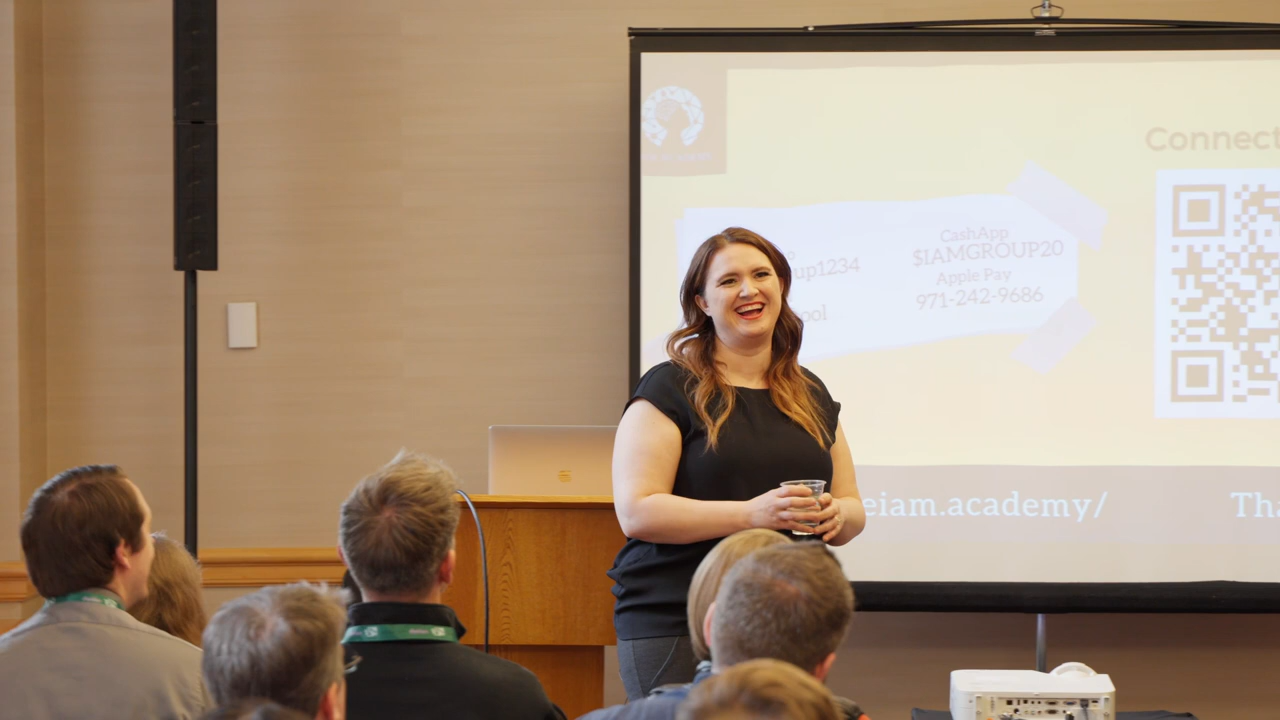 Connect
CashApp
$IAMGROUP20
up1234
Apple Pay
971-242-9686
ool
eiam.academy/
Tha